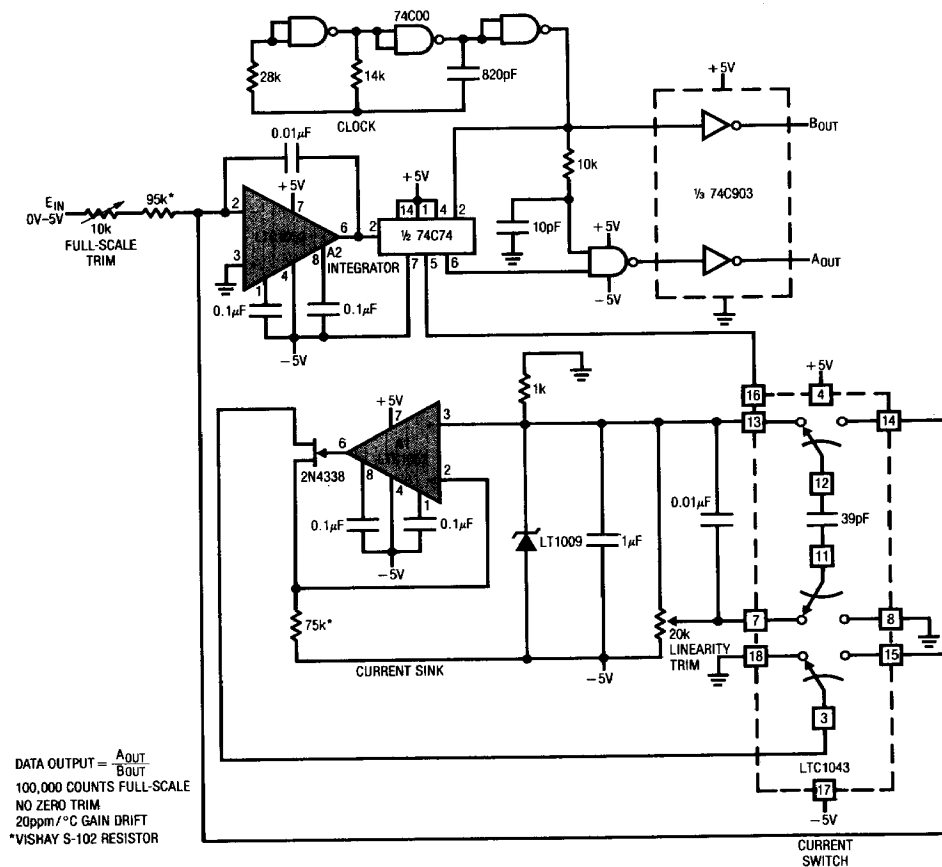 74C00
28k
14k
820pF
CLOCK
+5V
BOUT
0.01µF
10k
⅓ 74C903
EIN
0V–5V
95k*
10k
FULL-SCALE
TRIM
2
+5V
7
6
3
8
A2
INTEGRATOR
1
4
0.1µF
0.1µF
−5V
+5V
14
1
4
2
2
½ 74C74
7
5
6
10pF
+5V
−5V
AOUT
1k
+5V
7
3
6
2
8
4
1
2N4338
0.1µF
0.1µF
−5V
LT1009
1µF
0.01µF
75k*
CURRENT SINK
20k
LINEARITY
TRIM
−5V
16
+5V
4
13
14
12
39pF
11
7
8
18
15
3
LTC1043
17
−5V
CURRENT
SWITCH
DATA OUTPUT = AOUT
BOUT
100,000 COUNTS FULL-SCALE
NO ZERO TRIM
20ppm/°C GAIN DRIFT
*VISHAY S-102 RESISTOR